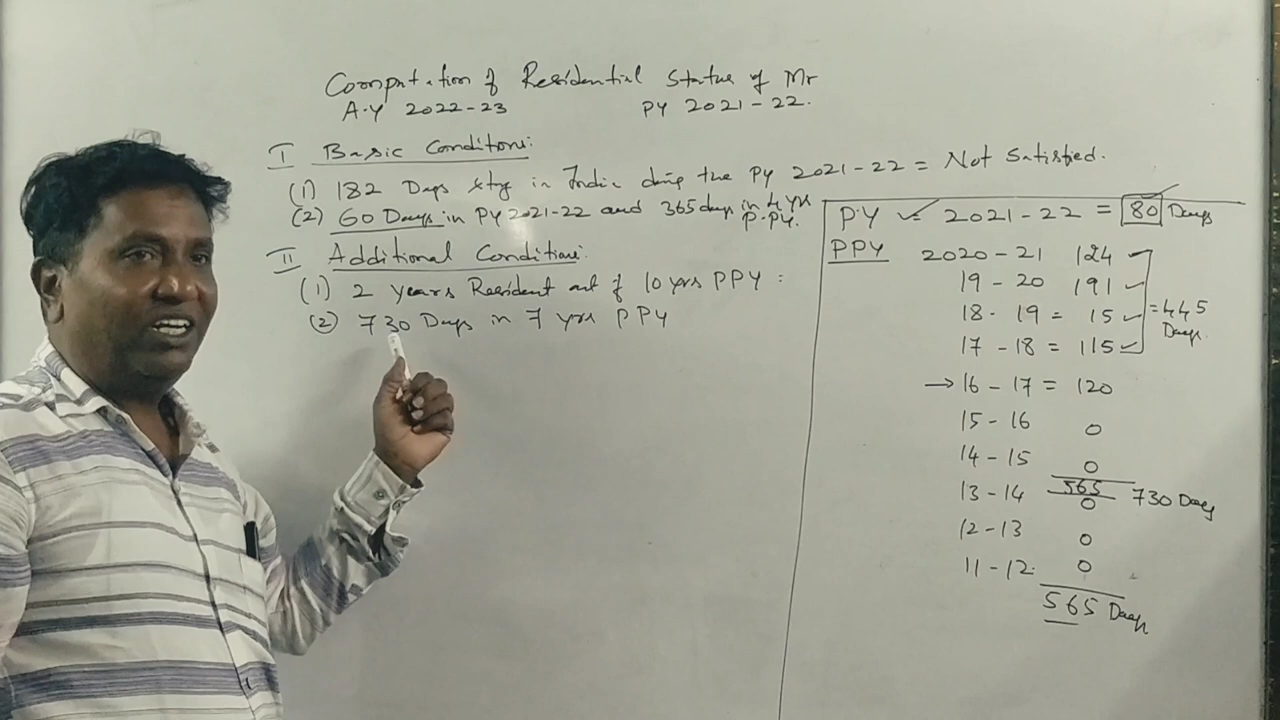 Computation of Residential Status of Mr
A.Y 2022-23 PY 2021-22.
I Basic Conditions:
(1) 182 Days stay in India during the PY 2021-22 = Not Satisfied.
(2) 60 Days in PY 2021-22 and 365 days in 4 yrs P.PY.
II Additional Conditions:
(1) 2 years Resident out of 10 yrs PPY :
(2) 730 Days in 7 yrs PPY
P.Y ✓ 2021-22 = 80 Days
PPY 2020-21 124
19-20 191
18-19 = 15 = 445 Days.
17-18 = 115
→ 16-17 = 120
15-16 0
14-15 0
565
13-14 0 730 Days
12-13 0
11-12. 0
565 Days